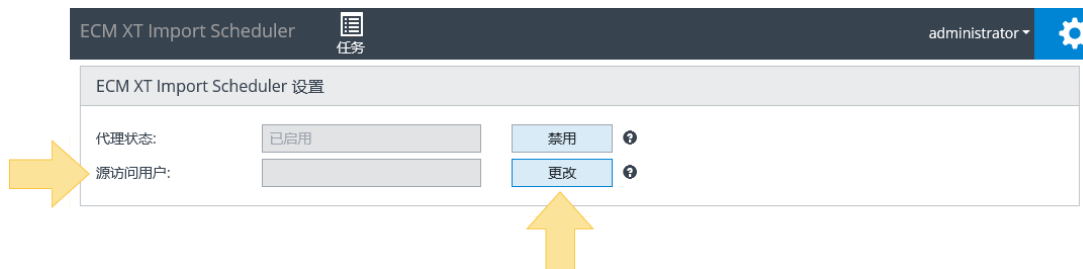 ECM XT Import Scheduler
任务
administrator
ECM XT Import Scheduler 设置
代理状态: 已启用 禁用
源访问用户: 更改